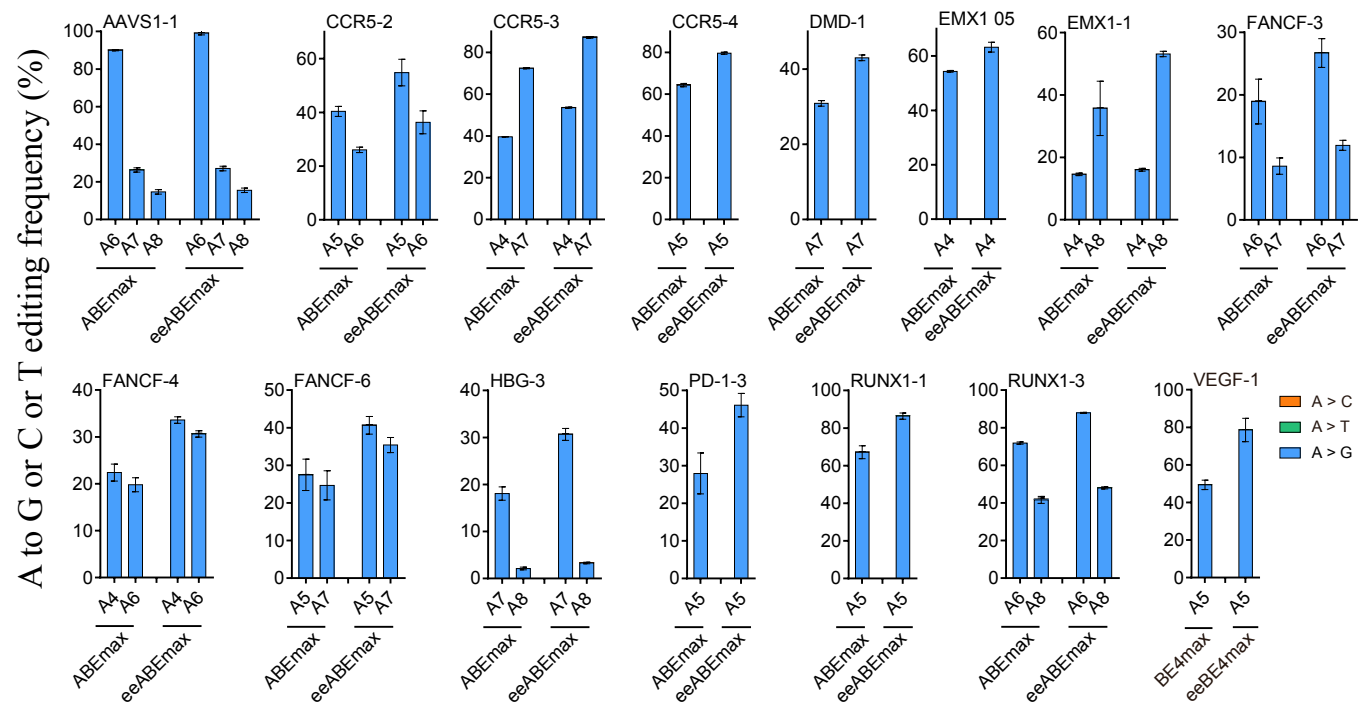 A to G or C or T editing frequency (%)
AAVS1-1
100
80
60
40
20
0
A6 A7 A8 A6 A7 A8
ABEmax eeABEmax
CCR5-2
60
40
20
0
A5 A6 A5 A6
ABEmax eeABEmax
CCR5-3
80
60
40
20
0
A4 A7 A4 A7
ABEmax eeABEmax
CCR5-4
80
60
40
20
0
A5 A5
ABEmax eeABEmax
DMD-1
40
20
0
A7 A7
ABEmax eeABEmax
EMX1 05
60
40
20
0
A4 A4
ABEmax eeABEmax
EMX1-1
60
40
20
0
A4 A8 A4 A8
ABEmax eeABEmax
FANCF-3
30
20
10
0
A6 A7 A6 A7
ABEmax eeABEmax
FANCF-4
40
30
20
10
0
A4 A6 A4 A6
ABEmax eeABEmax
FANCF-6
50
40
30
20
10
0
A5 A7 A5 A7
ABEmax eeABEmax
HBG-3
40
30
20
10
0
A7 A8 A7 A8
ABEmax eeABEmax
PD-1-3
50
40
30
20
10
0
A5 A5
ABEmax eeABEmax
RUNX1-1
100
80
60
40
20
0
A5 A5
ABEmax eeABEmax
RUNX1-3
100
80
60
40
20
0
A6 A8 A6 A8
ABEmax eeABEmax
VEGF-1
100
80
60
40
20
0
A5 A5
BE4max eeBE4max
A > C
A > T
A > G